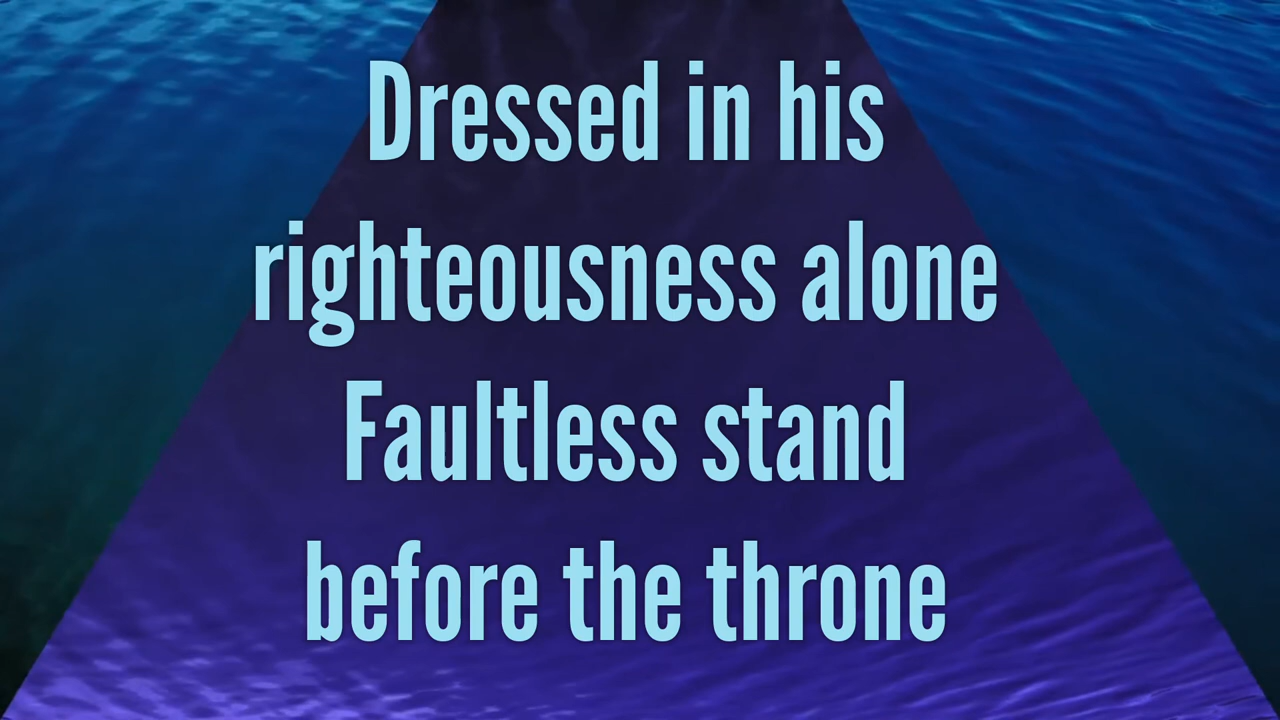 Dressed in his
righteousness alone
Faultless stand
before the throne